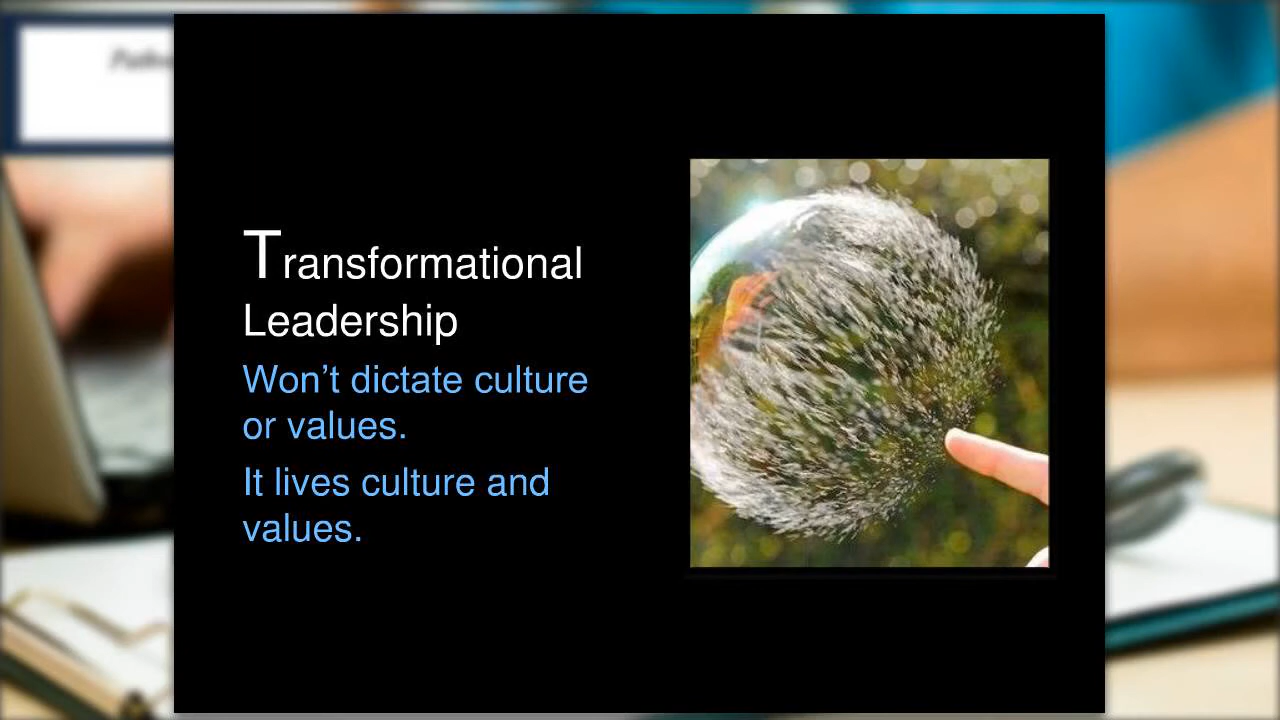 Transformational
Leadership
Won’t dictate culture
or values.
It lives culture and
values.